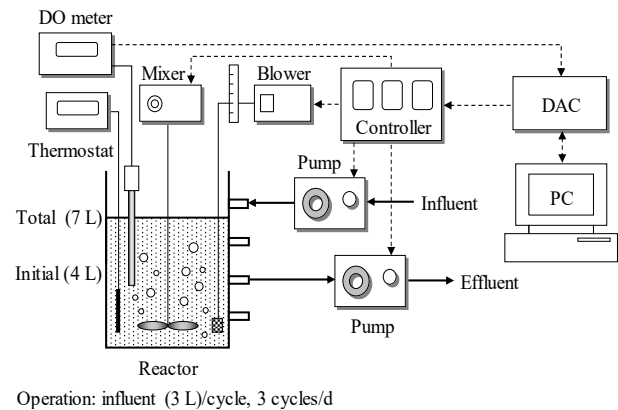 DO meter
Mixer
Blower
Controller
DAC
Thermostat
Pump
PC
Total (7 L)
Influent
Initial (4 L)
Effluent
Pump
Reactor
Operation: influent (3 L)/cycle, 3 cycles/d